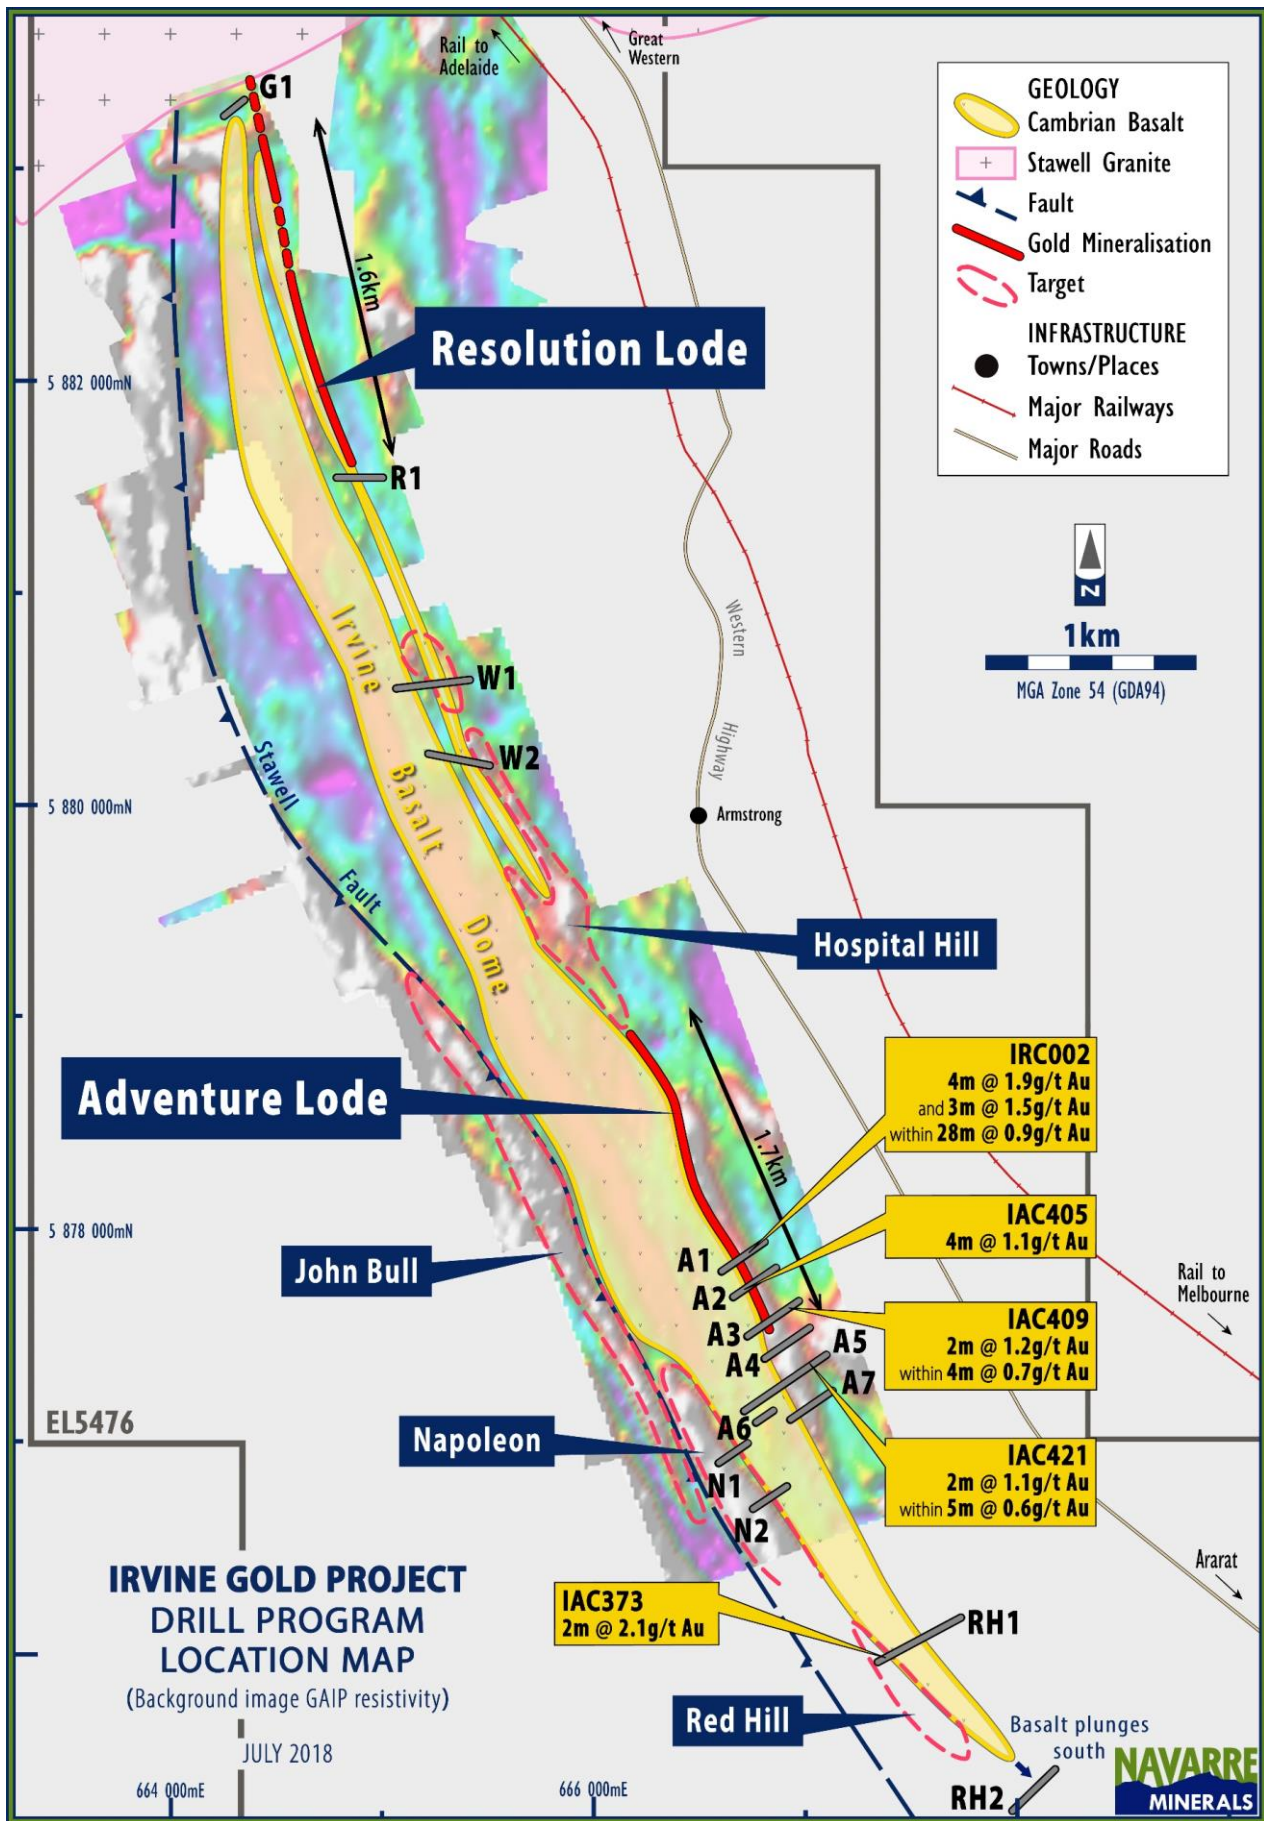 Rail to
Adelaide
Great
Western
G1
GEOLOGY
Cambrian Basalt
Stawell Granite
Fault
Gold Mineralisation
Target
INFRASTRUCTURE
Towns/Places
Major Railways
Major Roads
1.6km
Resolution Lode
5 882 000mN
R1
N
1km
MGA Zone 54 (GDA94)
Irvine
Basalt
Dome
W1
W2
Western
Highway
Stawell
Fault
5 880 000mN
Armstrong
Hospital Hill
Adventure Lode
1.7km
IRC002
4m @ 1.9g/t Au
and 3m @ 1.5g/t Au
within 28m @ 0.9g/t Au
5 878 000mN
IAC405
4m @ 1.1g/t Au
John Bull
A1
A2
A3
A4
A5
A7
A6
Rail to
Melbourne
IAC409
2m @ 1.2g/t Au
within 4m @ 0.7g/t Au
EL5476
Napoleon
N1
N2
IAC421
2m @ 1.1g/t Au
within 5m @ 0.6g/t Au
Ararat
IRVINE GOLD PROJECT
DRILL PROGRAM
LOCATION MAP
(Background image GAIP resistivity)
JULY 2018
IAC373
2m @ 2.1g/t Au
RH1
Red Hill
Basalt plunges
south
RH2
664 000mE
666 000mE
NAVARRE
MINERALS